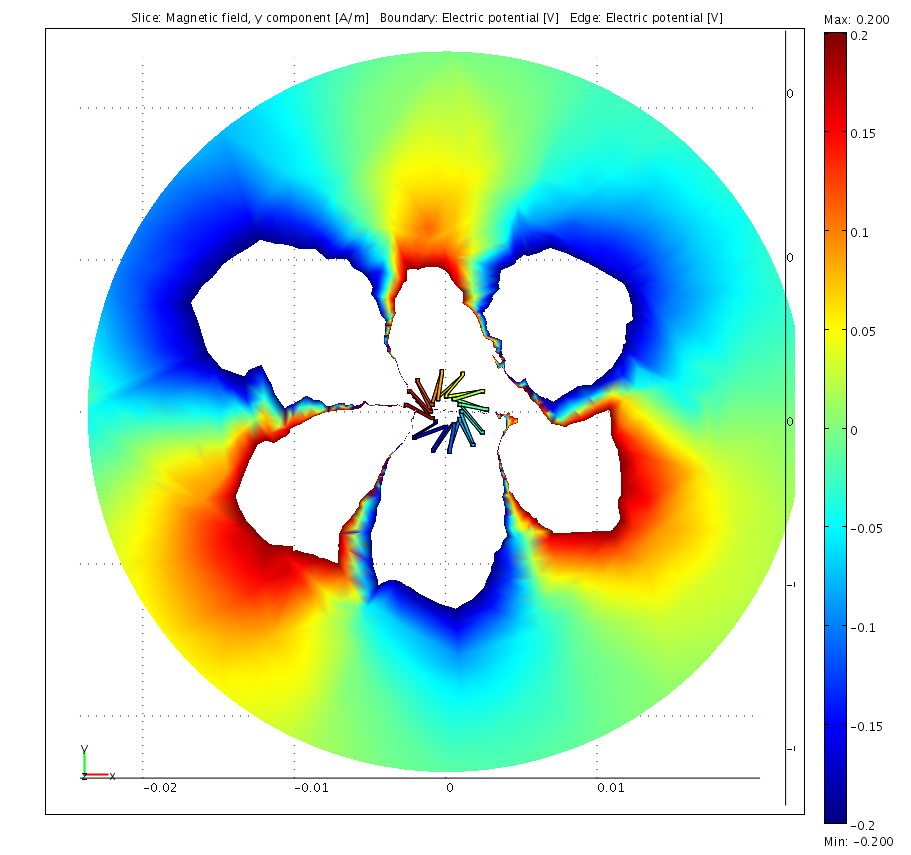 Slice: Magnetic field, y component [A/m] Boundary: Electric potential [V] Edge: Electric potential [V]
Max: 0.200
0.2
0.15
0.1
0.05
0
-0.05
-0.1
-0.15
-0.2
Min: -0.200
0
0
0
-1
-1
Y
Z X
-0.02 -0.01 0 0.01